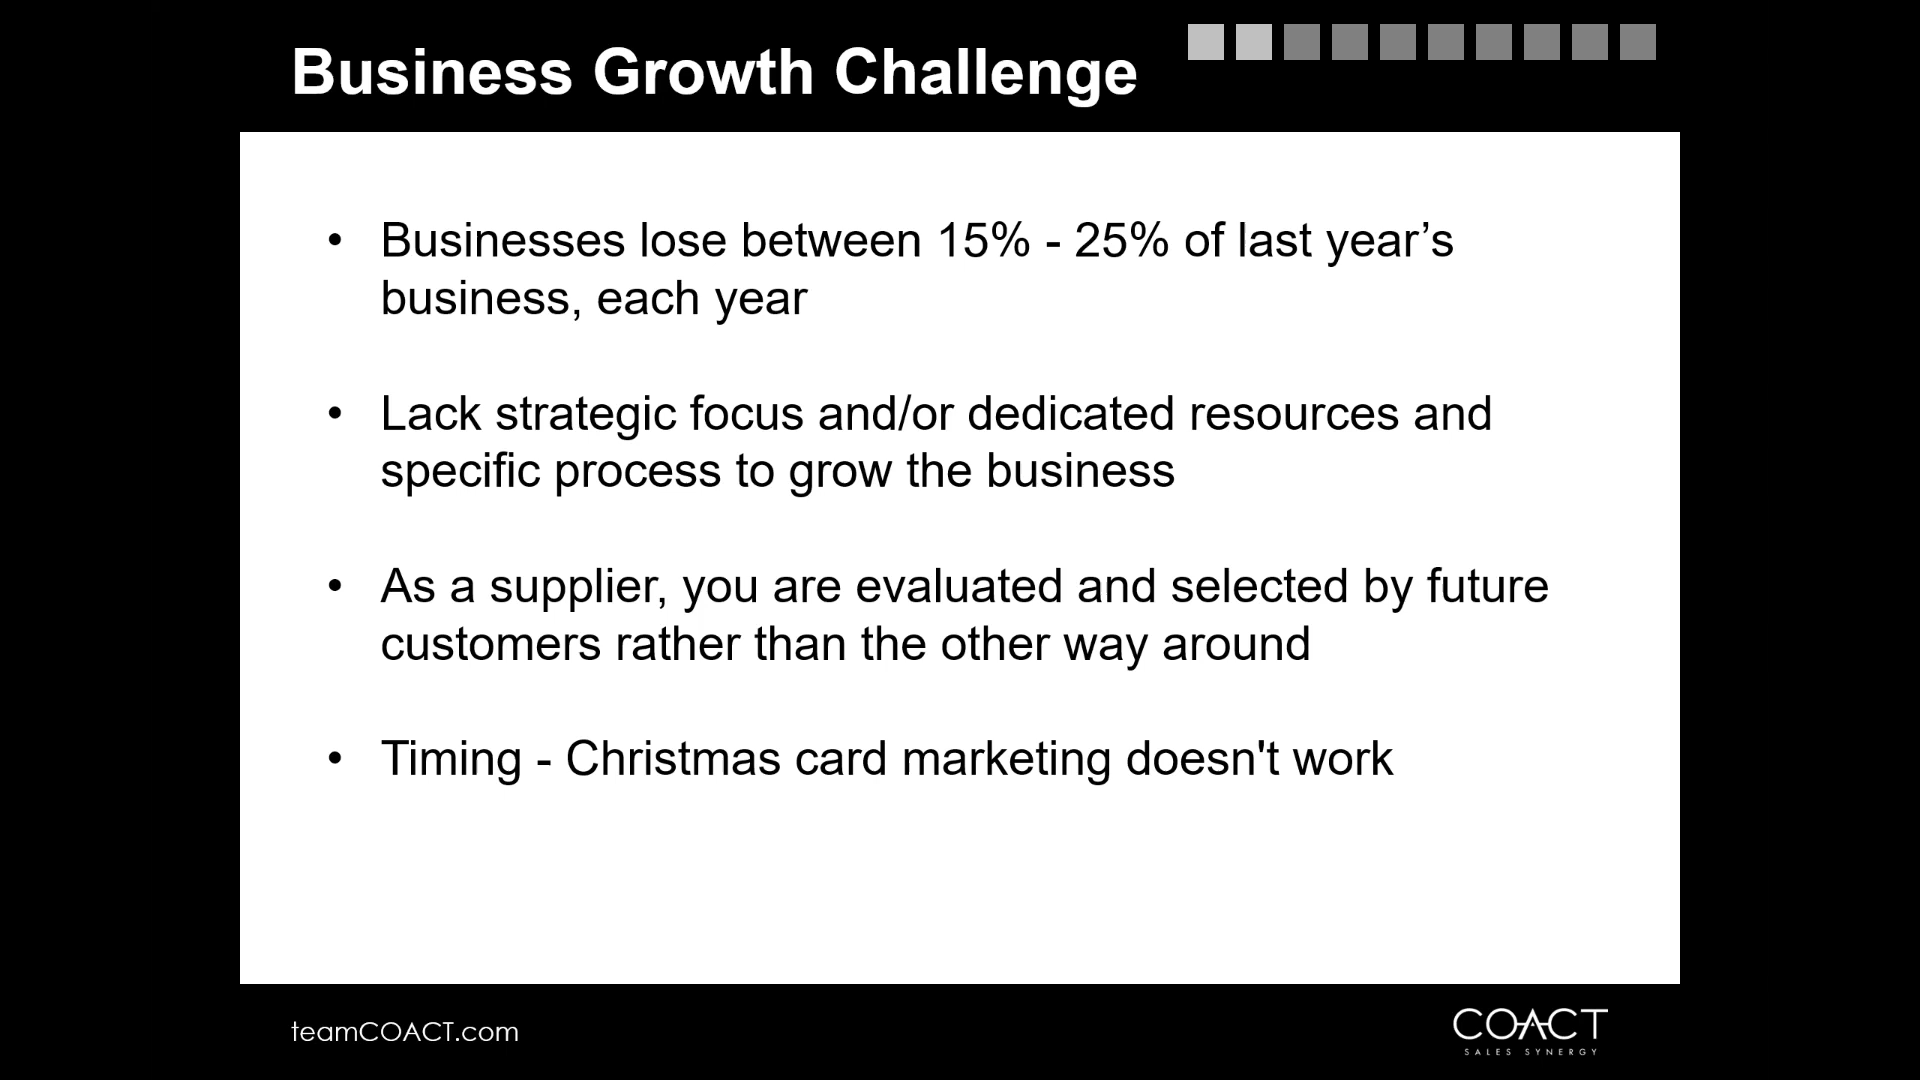 Business Growth Challenge
• Businesses lose between 15% - 25% of last year’s
business, each year
• Lack strategic focus and/or dedicated resources and
specific process to grow the business
• As a supplier, you are evaluated and selected by future
customers rather than the other way around
• Timing - Christmas card marketing doesn't work
teamCOACT.com
COACT
SALES SYNERGY